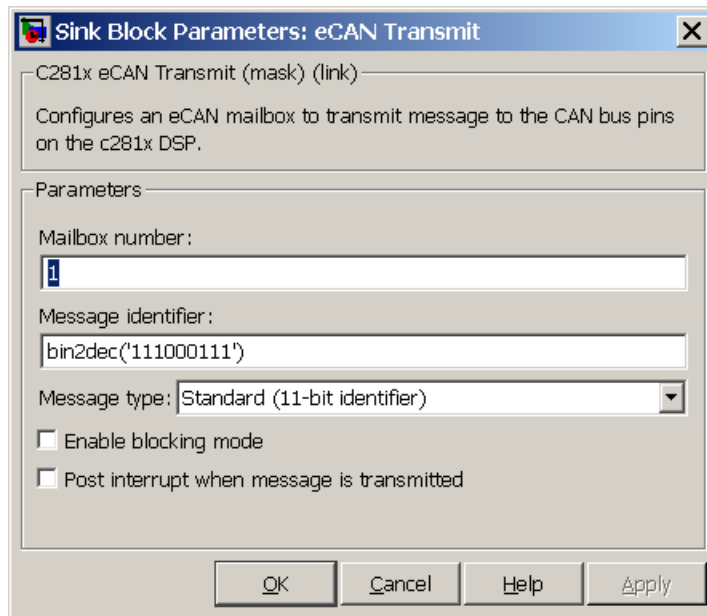 Sink Block Parameters: eCAN Transmit
C281x eCAN Transmit (mask) (link)
Configures an eCAN mailbox to transmit message to the CAN bus pins
on the c281x DSP.
Parameters
Mailbox number:
1
Message identifier:
bin2dec('111000111')
Message type: Standard (11-bit identifier)
Enable blocking mode
Post interrupt when message is transmitted
OK Cancel Help Apply